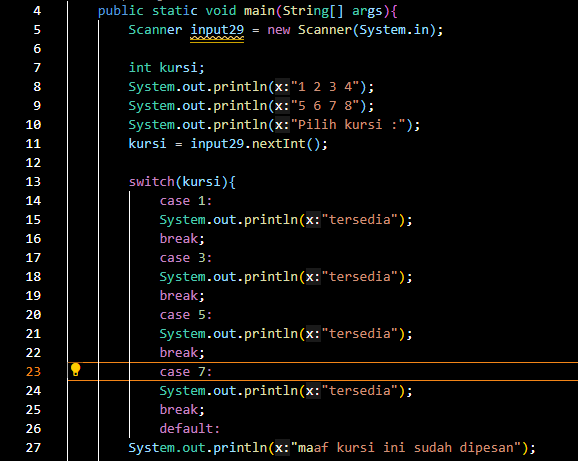 4 public static void main(String[] args){
5 Scanner input29 = new Scanner(System.in);
6
7 int kursi;
8 System.out.println(x:"1 2 3 4");
9 System.out.println(x:"5 6 7 8");
10 System.out.println(x:"Pilih kursi :");
11 kursi = input29.nextInt();
12
13 switch(kursi){
14 case 1:
15 System.out.println(x:"tersedia");
16 break;
17 case 3:
18 System.out.println(x:"tersedia");
19 break;
20 case 5:
21 System.out.println(x:"tersedia");
22 break;
23 case 7:
24 System.out.println(x:"tersedia");
25 break;
26 default:
27 System.out.println(x:"maaf kursi ini sudah dipesan");